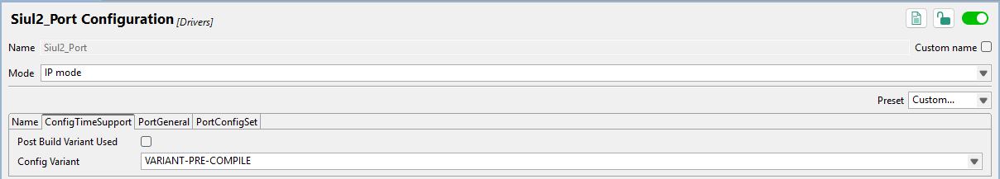 Siul2_Port Configuration [Drivers]
Name Siul2_Port Custom name
Mode IP mode
Preset Custom...
Name ConfigTimeSupport PortGeneral PortConfigSet
Post Build Variant Used
Config Variant VARIANT-PRE-COMPILE